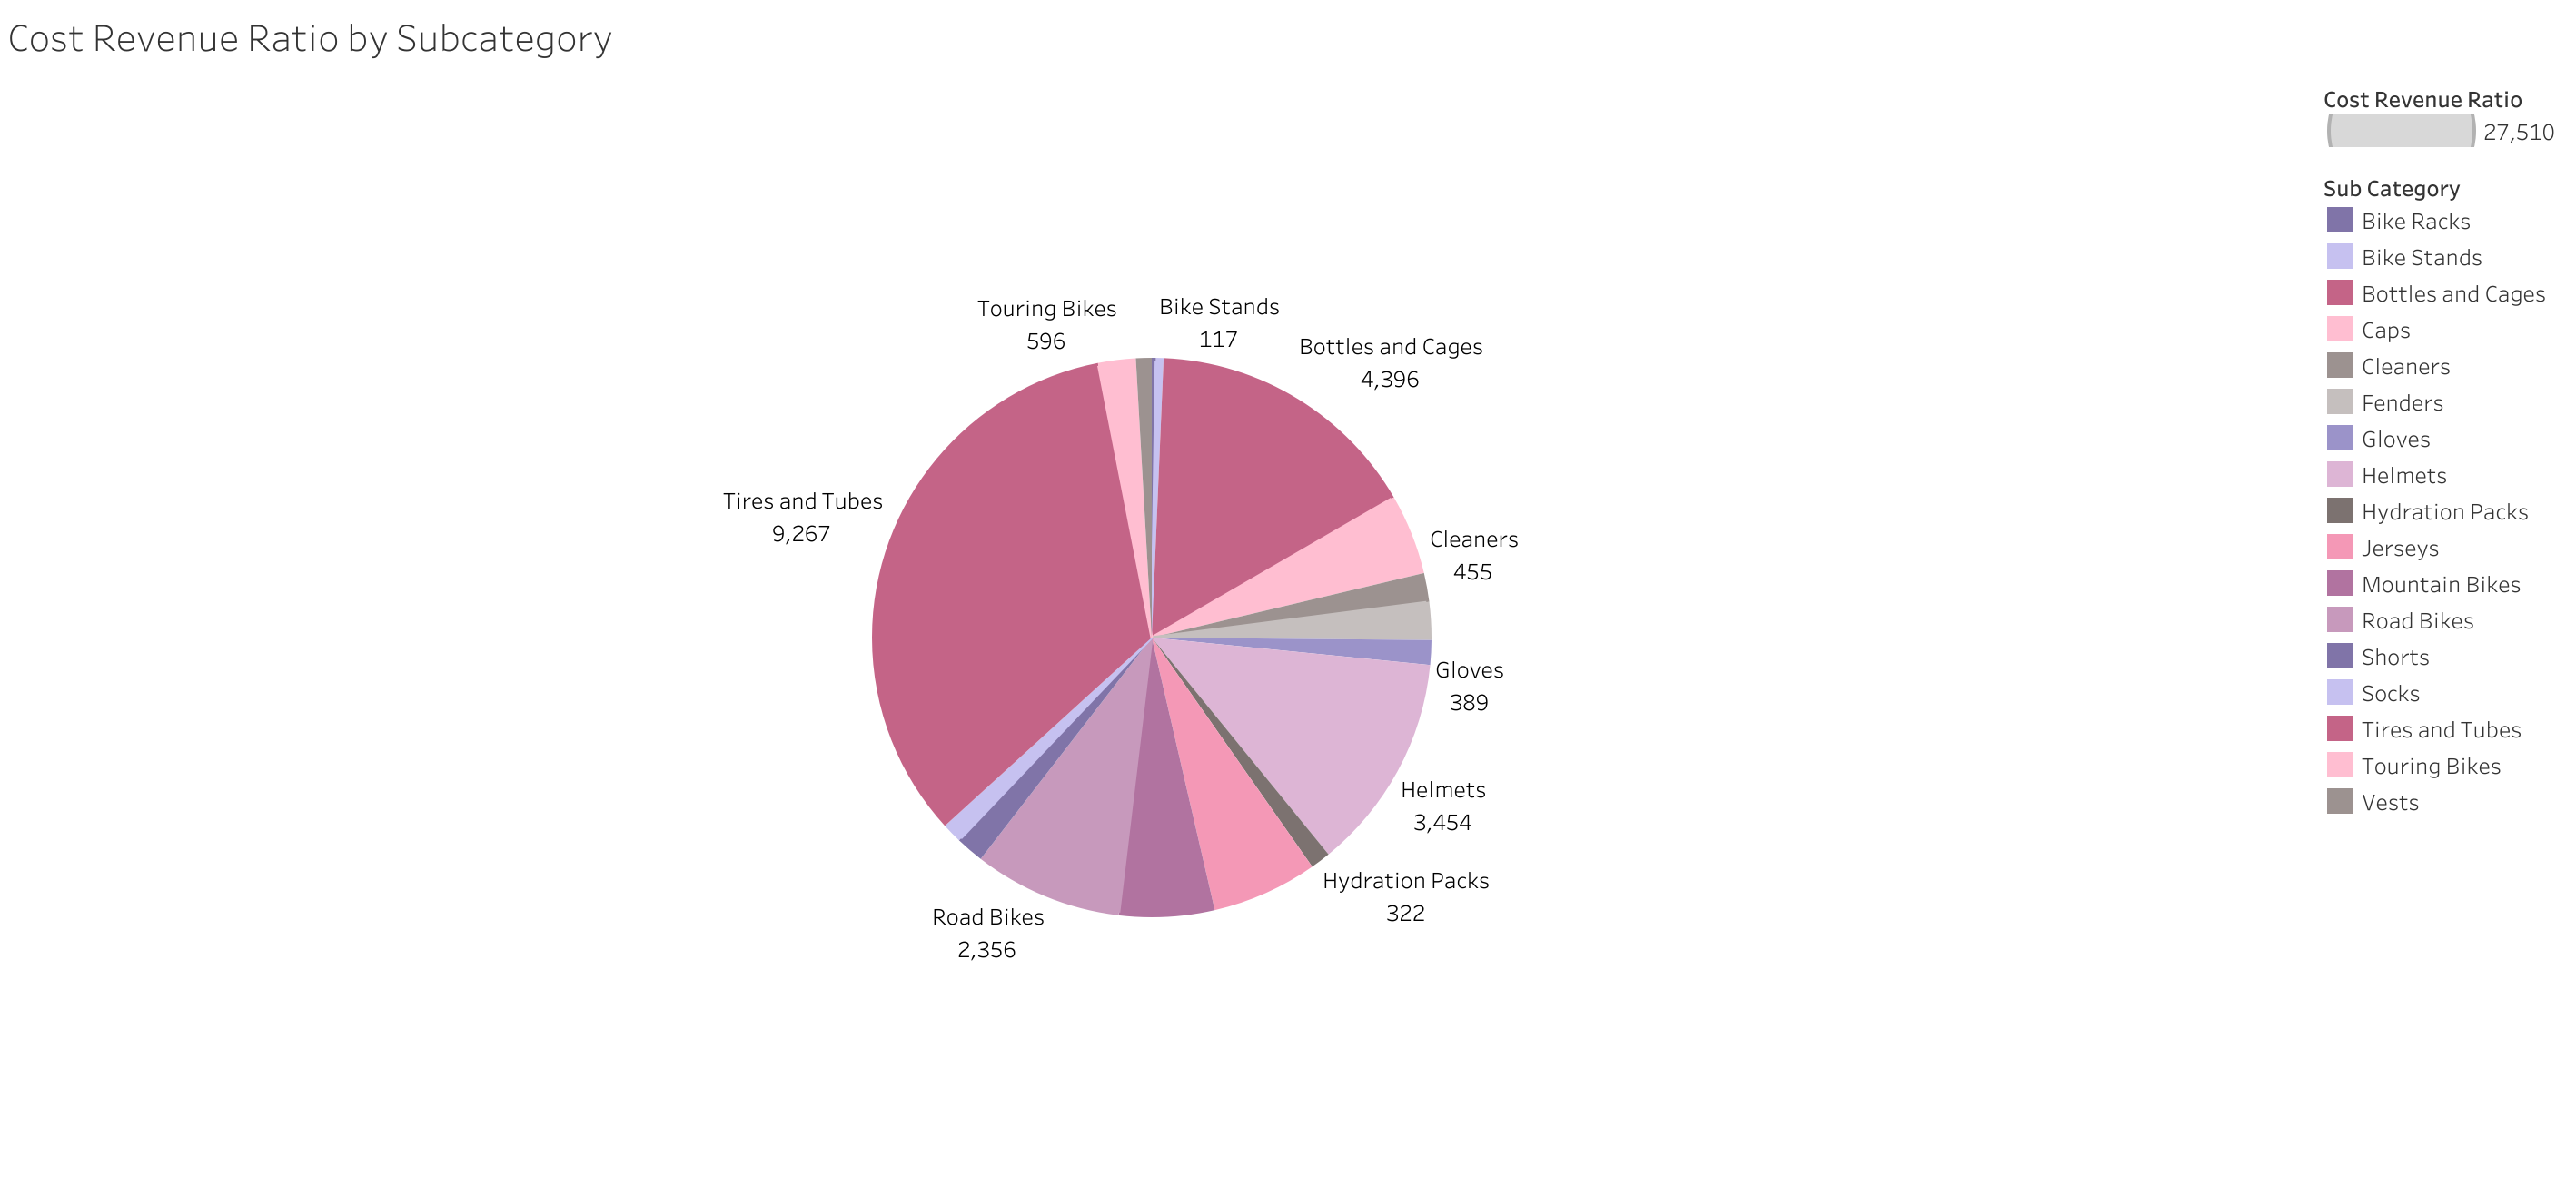 Cost Revenue Ratio by Subcategory
Cost Revenue Ratio
27,510
Sub Category
Bike Racks
Bike Stands
Bottles and Cages
Caps
Cleaners
Fenders
Gloves
Helmets
Hydration Packs
Jerseys
Mountain Bikes
Road Bikes
Shorts
Socks
Tires and Tubes
Touring Bikes
Vests
Touring Bikes
596
Bike Stands
117
Bottles and Cages
4,396
Cleaners
455
Gloves
389
Helmets
3,454
Hydration Packs
322
Road Bikes
2,356
Tires and Tubes
9,267